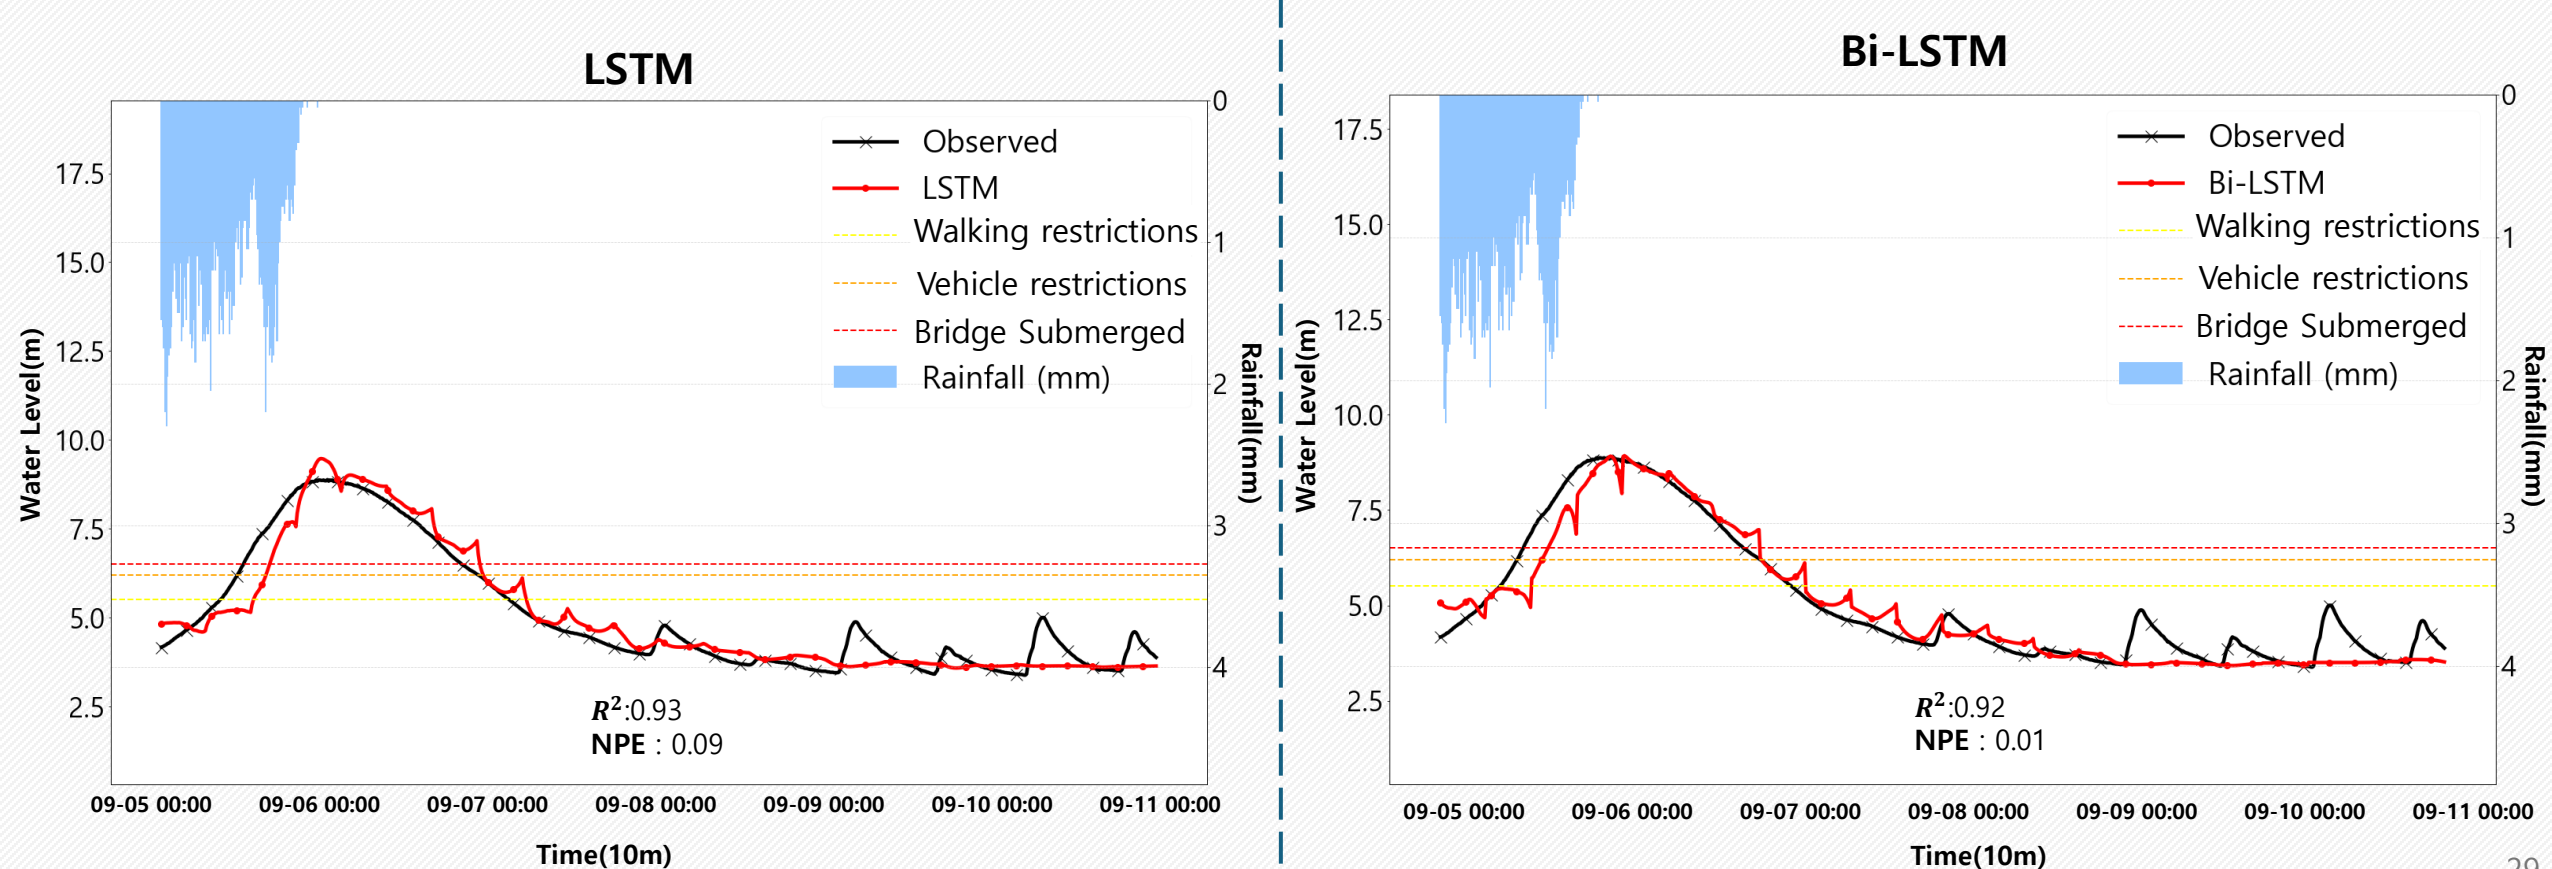 LSTM
Observed
LSTM
Walking restrictions
Vehicle restrictions
Bridge Submerged
Rainfall (mm)
17.5
15.0
12.5
10.0
7.5
5.0
2.5
Water Level(m)
0
1
2
3
4
Rainfall(mm)
R²:0.93
NPE : 0.09
09-05 00:00 09-06 00:00 09-07 00:00 09-08 00:00 09-09 00:00 09-10 00:00 09-11 00:00
Time(10m)
Bi-LSTM
Observed
Bi-LSTM
Walking restrictions
Vehicle restrictions
Bridge Submerged
Rainfall (mm)
17.5
15.0
12.5
10.0
7.5
5.0
2.5
Water Level(m)
0
1
2
3
4
Rainfall(mm)
R²:0.92
NPE : 0.01
09-05 00:00 09-06 00:00 09-07 00:00 09-08 00:00 09-09 00:00 09-10 00:00 09-11 00:00
Time(10m)